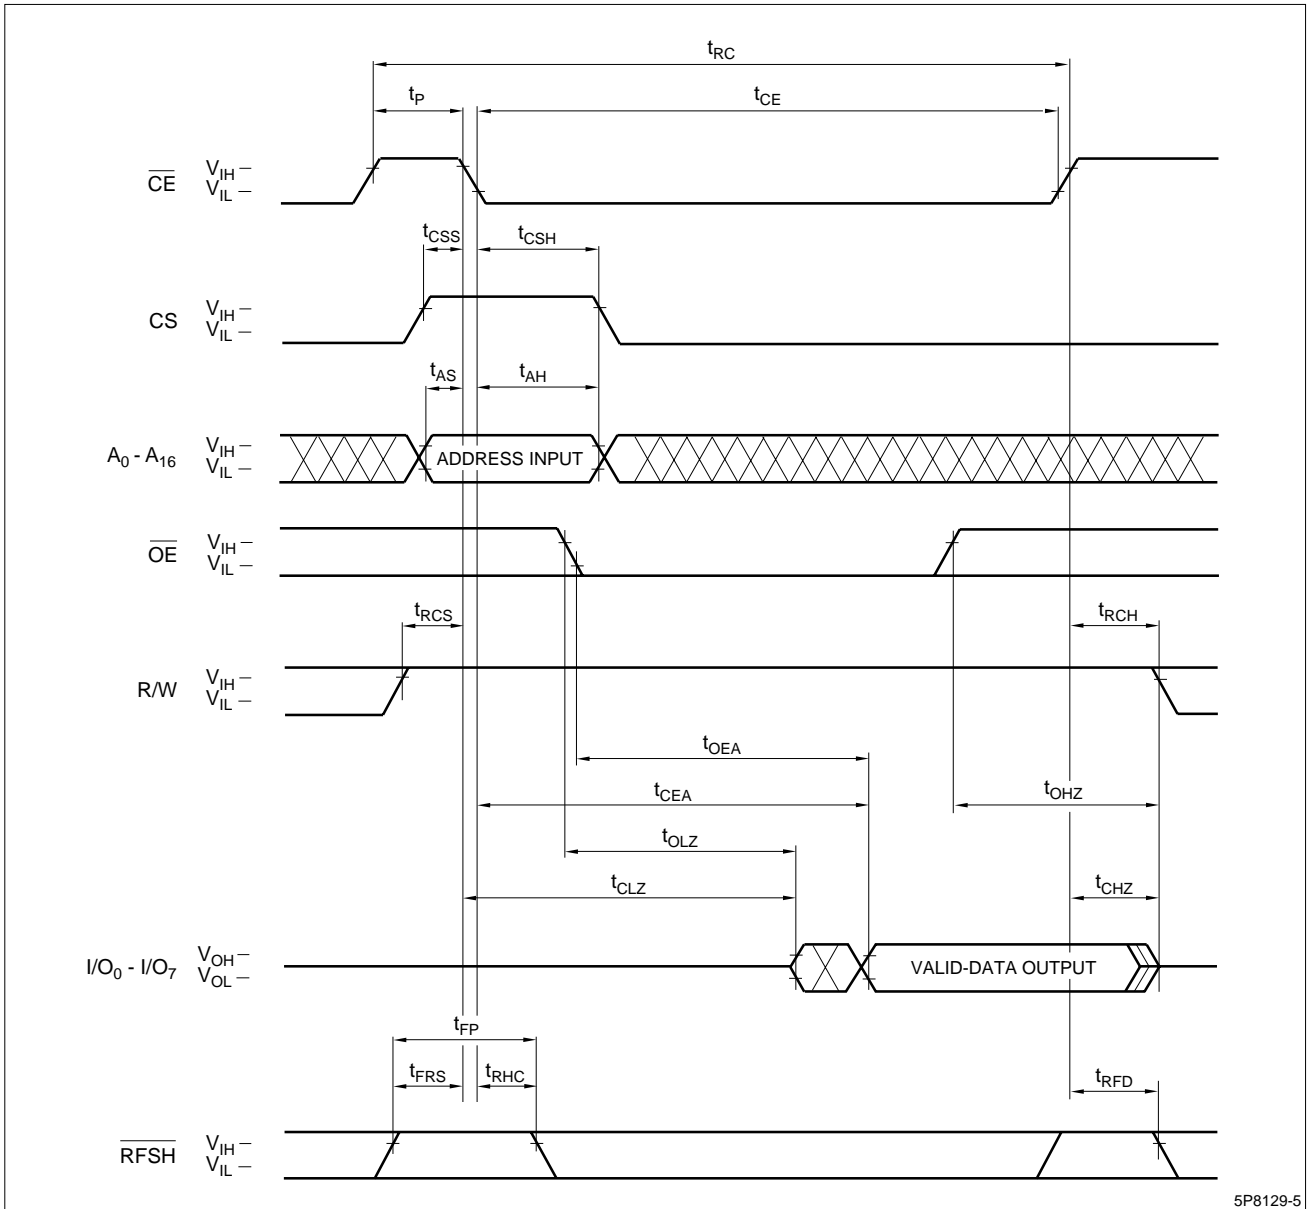 tRC
tP
tCE
CE
VIH
VIL
tCSS
tCSH
CS
VIH
VIL
tAS
tAH
A0 - A16
VIH
VIL
ADDRESS INPUT
OE
VIH
VIL
tRCS
tRCH
R/W
VIH
VIL
tOEA
tCEA
tOHZ
tOLZ
tCLZ
tCHZ
I/O0 - I/O7
VOH
VOL
VALID-DATA OUTPUT
tFP
tFRS
tRHC
tRFD
RFSH
VIH
VIL
5P8129-5